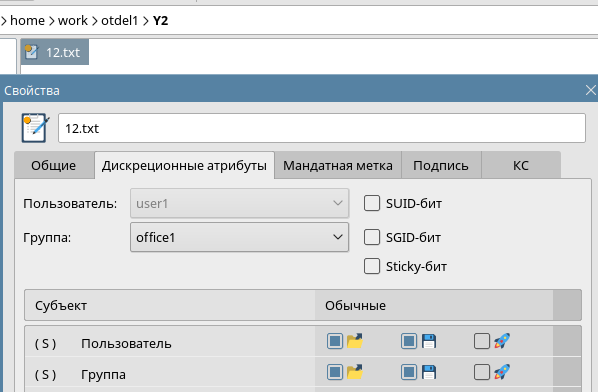 home work otdel1 Y2
12.txt
Свойства
12.txt
Общие Дискреционные атрибуты Мандатная метка Подпись КС
Пользователь: user1 SUID-бит
Группа: office1 SGID-бит
Sticky-бит
Субъект Обычные
( S ) Пользователь
( S ) Группа